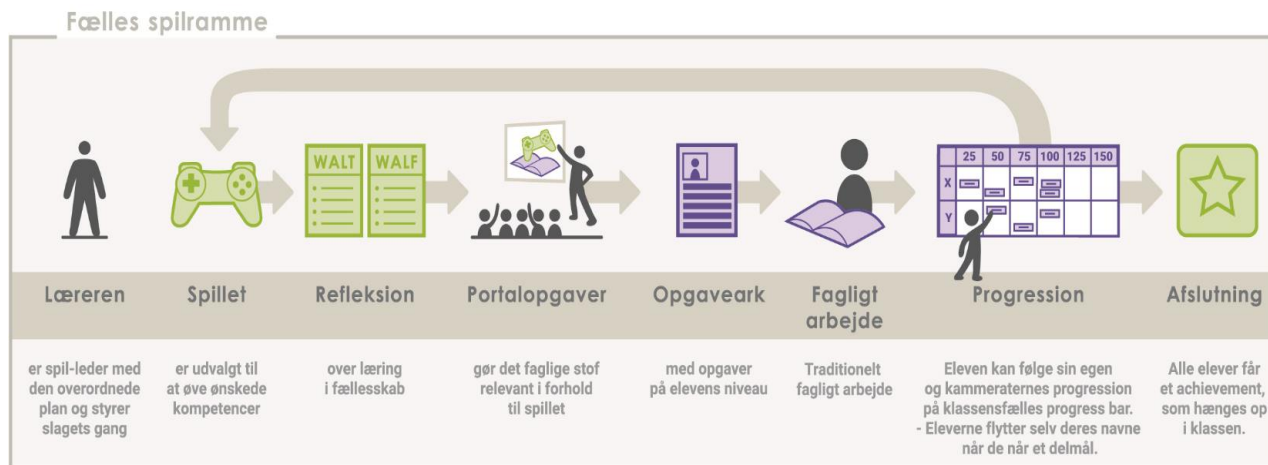 Fælles spilramme
WALT WALF
25 50 75 100 125 150
X
Y
Læreren
Spillet
Refleksion
Portalopgaver
Opgaveark
Fagligt
arbejde
Progression
Afslutning
er spil-leder med
den overordnede
plan og styrer
slagets gang
er udvalgt til
at øve ønskede
kompetencer
over læring
i fællesskab
gør det faglige stof
relevant i forhold
til spillet
med opgaver
på elevens niveau
Traditionelt
fagligt arbejde
Eleven kan følge sin egen
og kammeraternes progression
på klassensfælles progress bar.
- Eleverne flytter selv deres navne
når de når et delmål.
Alle elever får
et achievement,
som hænges op
i klassen.